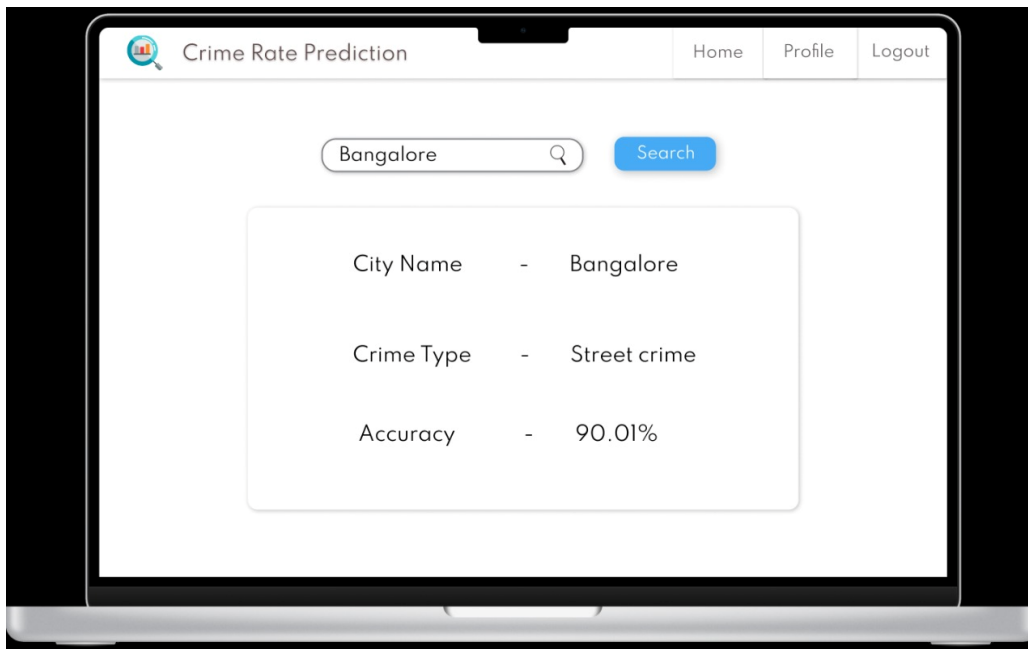 Crime Rate Prediction Home Profile Logout
Bangalore Search
City Name - Bangalore
Crime Type - Street crime
Accuracy - 90.01%